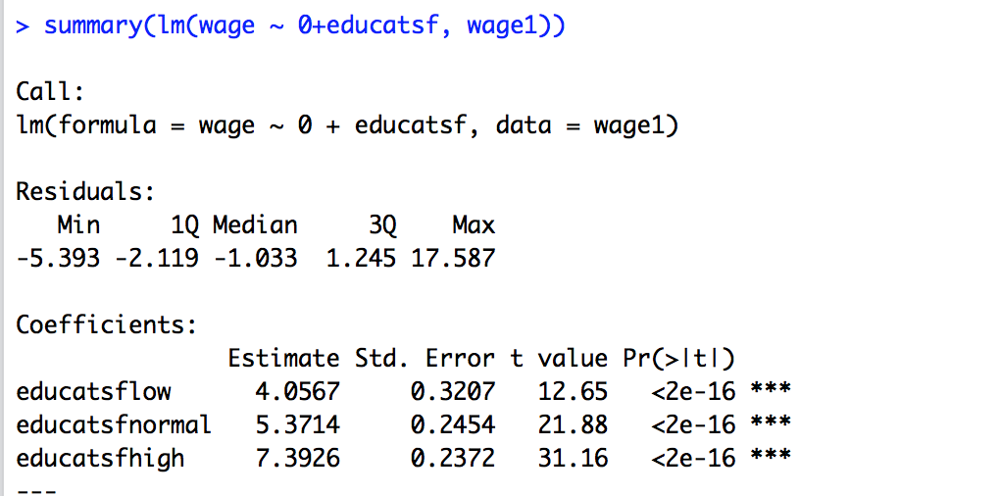 > summary(lm(wage ~ 0+educatsf, wage1))
Call:
lm(formula = wage ~ 0 + educatsf, data = wage1)
Residuals:
   Min     1Q Median     3Q    Max
-5.393 -2.119 -1.033  1.245 17.587
Coefficients:
               Estimate Std. Error t value Pr(>|t|)
educatsflow      4.0567     0.3207   12.65   <2e-16 ***
educatsfnormal   5.3714     0.2454   21.88   <2e-16 ***
educatsfhigh     7.3926     0.2372   31.16   <2e-16 ***
---